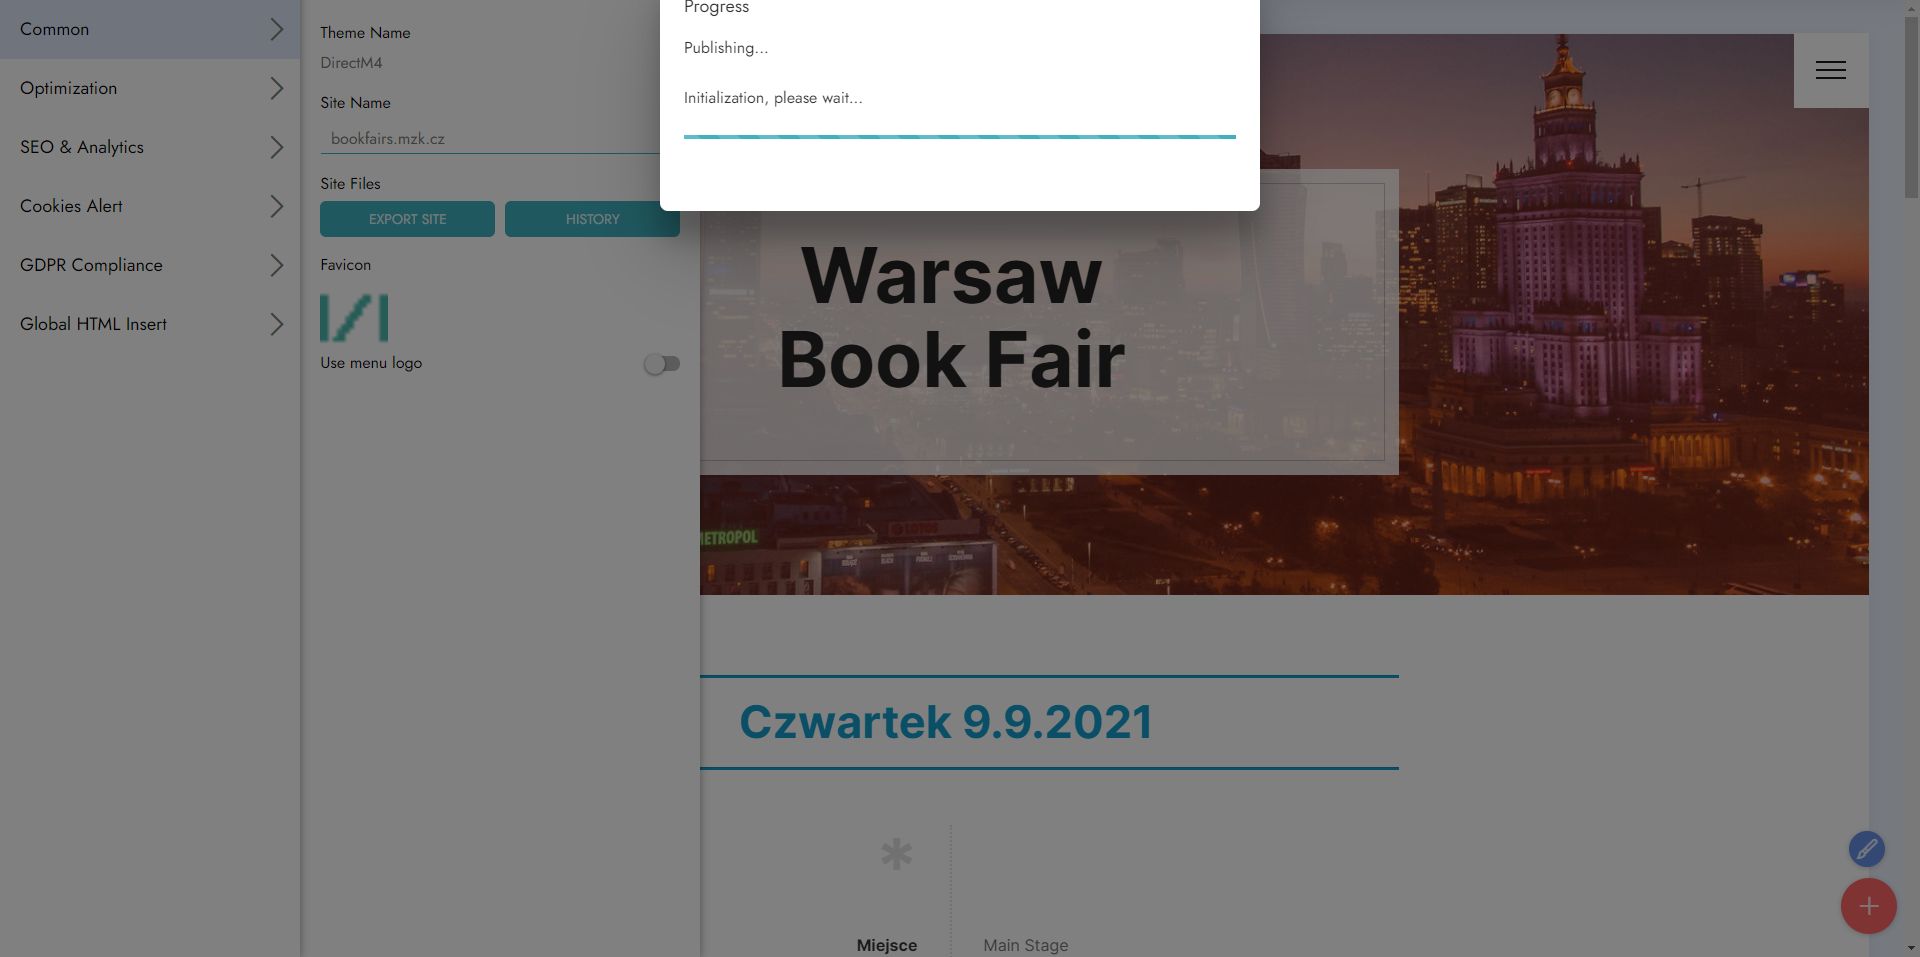 Common
Optimization
SEO & Analytics
Cookies Alert
GDPR Compliance
Global HTML Insert
Theme Name
DirectM4
Site Name
bookfairs.mzk.cz
Site Files
EXPORT SITE
HISTORY
Favicon
Use menu logo
Progress
Publishing...
Initialization, please wait...
Warsaw
Book Fair
ETROPOL
LOTOS
Czwartek 9.9.2021
*
Miejsce
Main Stage